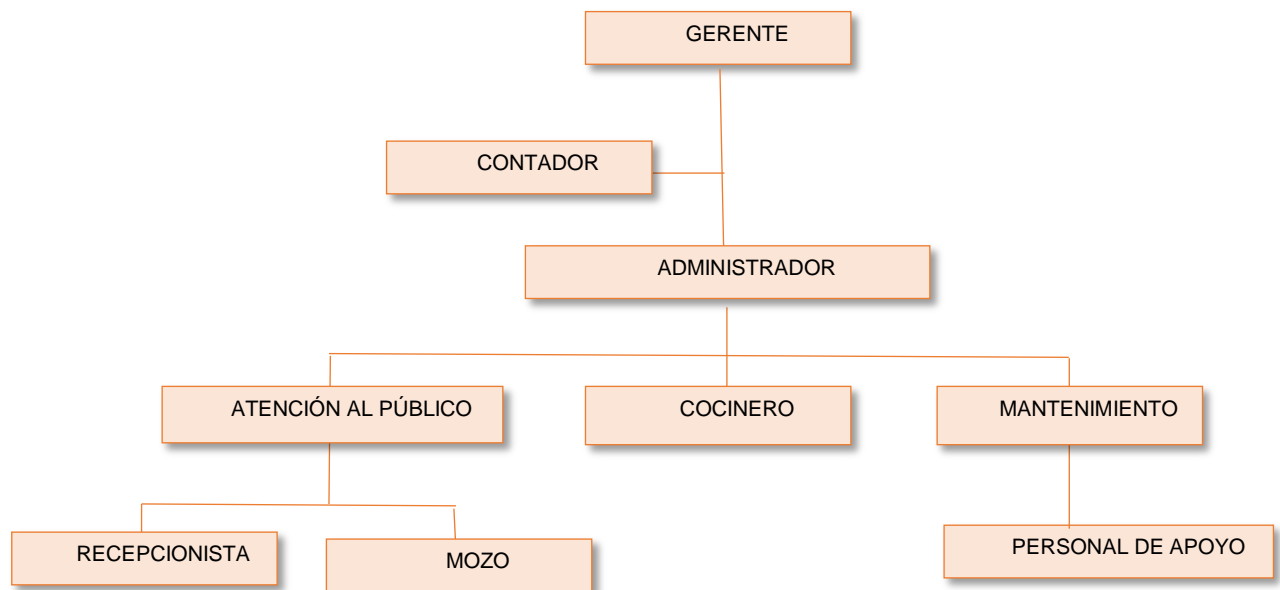 GERENTE
CONTADOR
ADMINISTRADOR
ATENCIÓN AL PÚBLICO
COCINERO
MANTENIMIENTO
RECEPCIONISTA
MOZO
PERSONAL DE APOYO